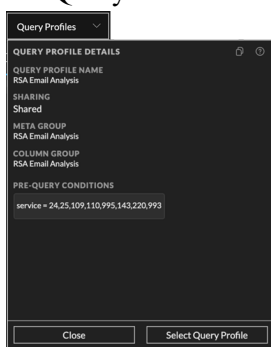 Query Profiles
QUERY PROFILE DETAILS
QUERY PROFILE NAME
RSA Email Analysis
SHARING
Shared
META GROUP
RSA Email Analysis
COLUMN GROUP
RSA Email Analysis
PRE-QUERY CONDITIONS
service = 24,25,109,110,995,143,220,993
Close
Select Query Profile